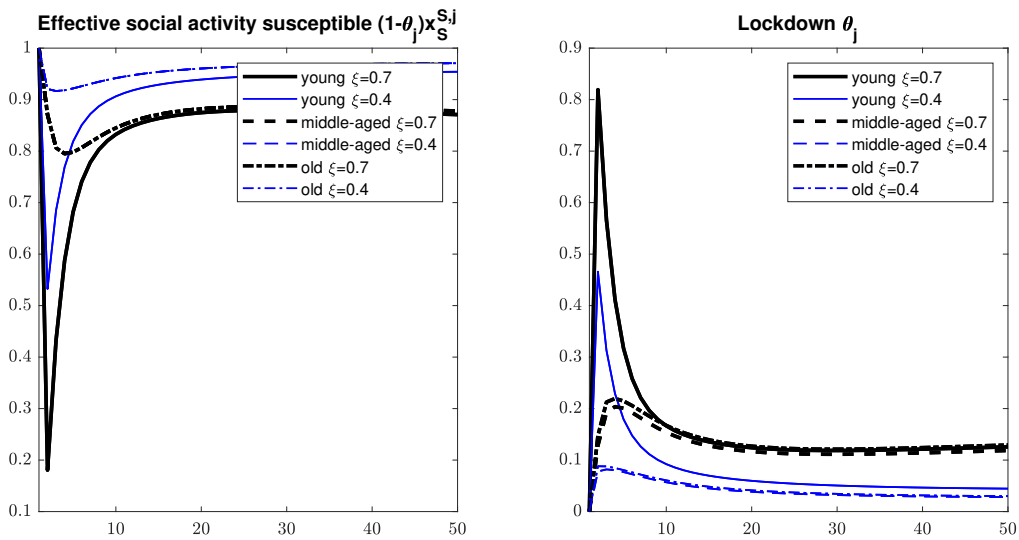 Effective social activity susceptible (1-θ_j)x_S^{S,j}
1
0.9
0.8
0.7
0.6
0.5
0.4
0.3
0.2
0.1
10
20
30
40
50
young ξ=0.7
young ξ=0.4
middle-aged ξ=0.7
middle-aged ξ=0.4
old ξ=0.7
old ξ=0.4
Lockdown θ_j
0.9
0.8
0.7
0.6
0.5
0.4
0.3
0.2
0.1
0
10
20
30
40
50
young ξ=0.7
young ξ=0.4
middle-aged ξ=0.7
middle-aged ξ=0.4
old ξ=0.7
old ξ=0.4